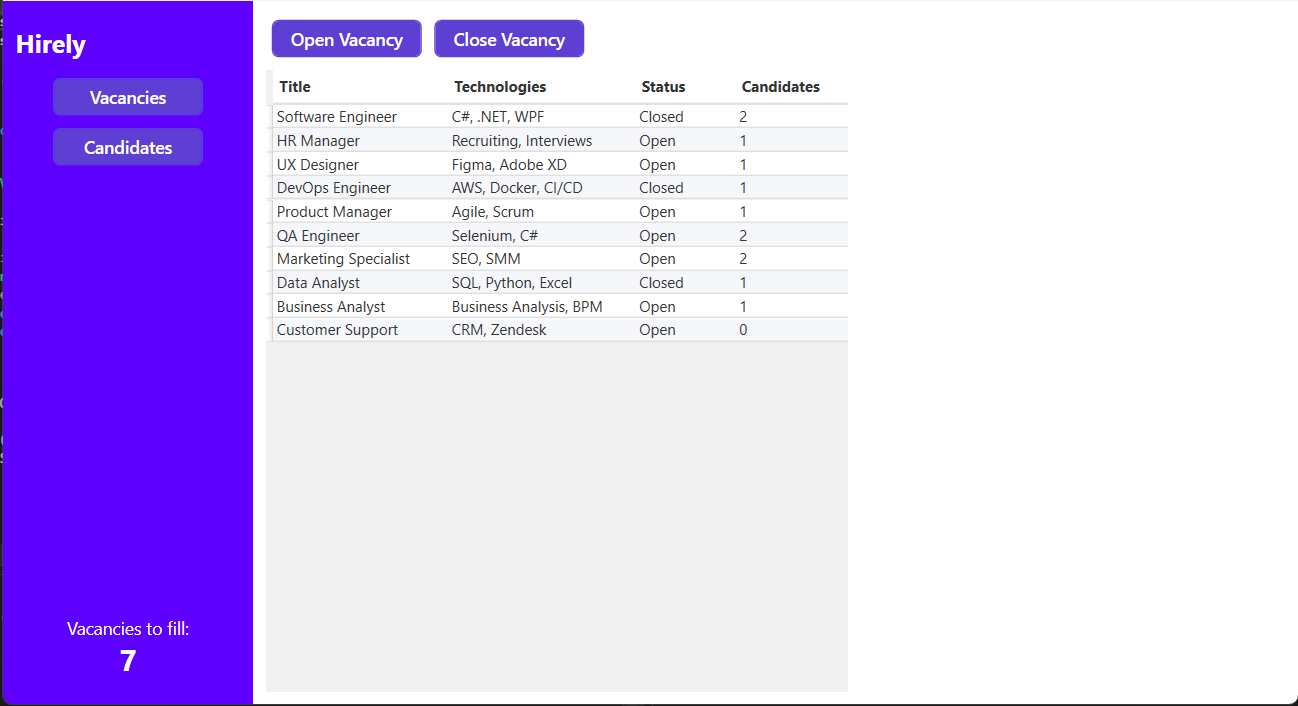 Hirely
Vacancies
Candidates
Vacancies to fill:
7
Open Vacancy Close Vacancy
Title Technologies Status Candidates
Software Engineer C#, .NET, WPF Closed 2
HR Manager Recruiting, Interviews Open 1
UX Designer Figma, Adobe XD Open 1
DevOps Engineer AWS, Docker, CI/CD Closed 1
Product Manager Agile, Scrum Open 1
QA Engineer Selenium, C# Open 2
Marketing Specialist SEO, SMM Open 2
Data Analyst SQL, Python, Excel Closed 1
Business Analyst Business Analysis, BPM Open 1
Customer Support CRM, Zendesk Open 0